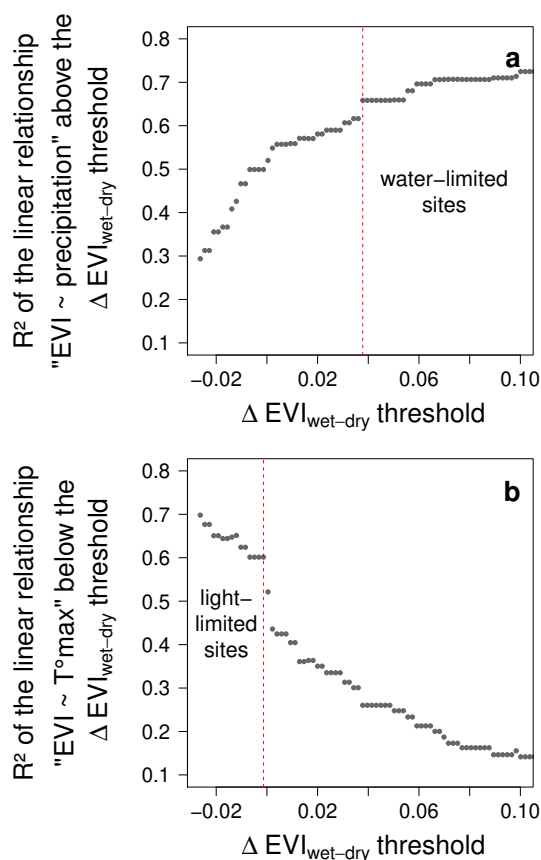 R² of the linear relationship
"EVI ~ precipitation" above the
Δ EVIwet−dry threshold
0.8
0.7
0.6
0.5
0.4
0.3
0.2
0.1
a
water−limited
sites
−0.02
0.02
0.06
0.10
Δ EVIwet−dry threshold
R² of the linear relationship
"EVI ~ T°max" below the
Δ EVIwet−dry threshold
0.8
0.7
0.6
0.5
0.4
0.3
0.2
0.1
b
light−
limited
sites
−0.02
0.02
0.06
0.10
Δ EVIwet−dry threshold